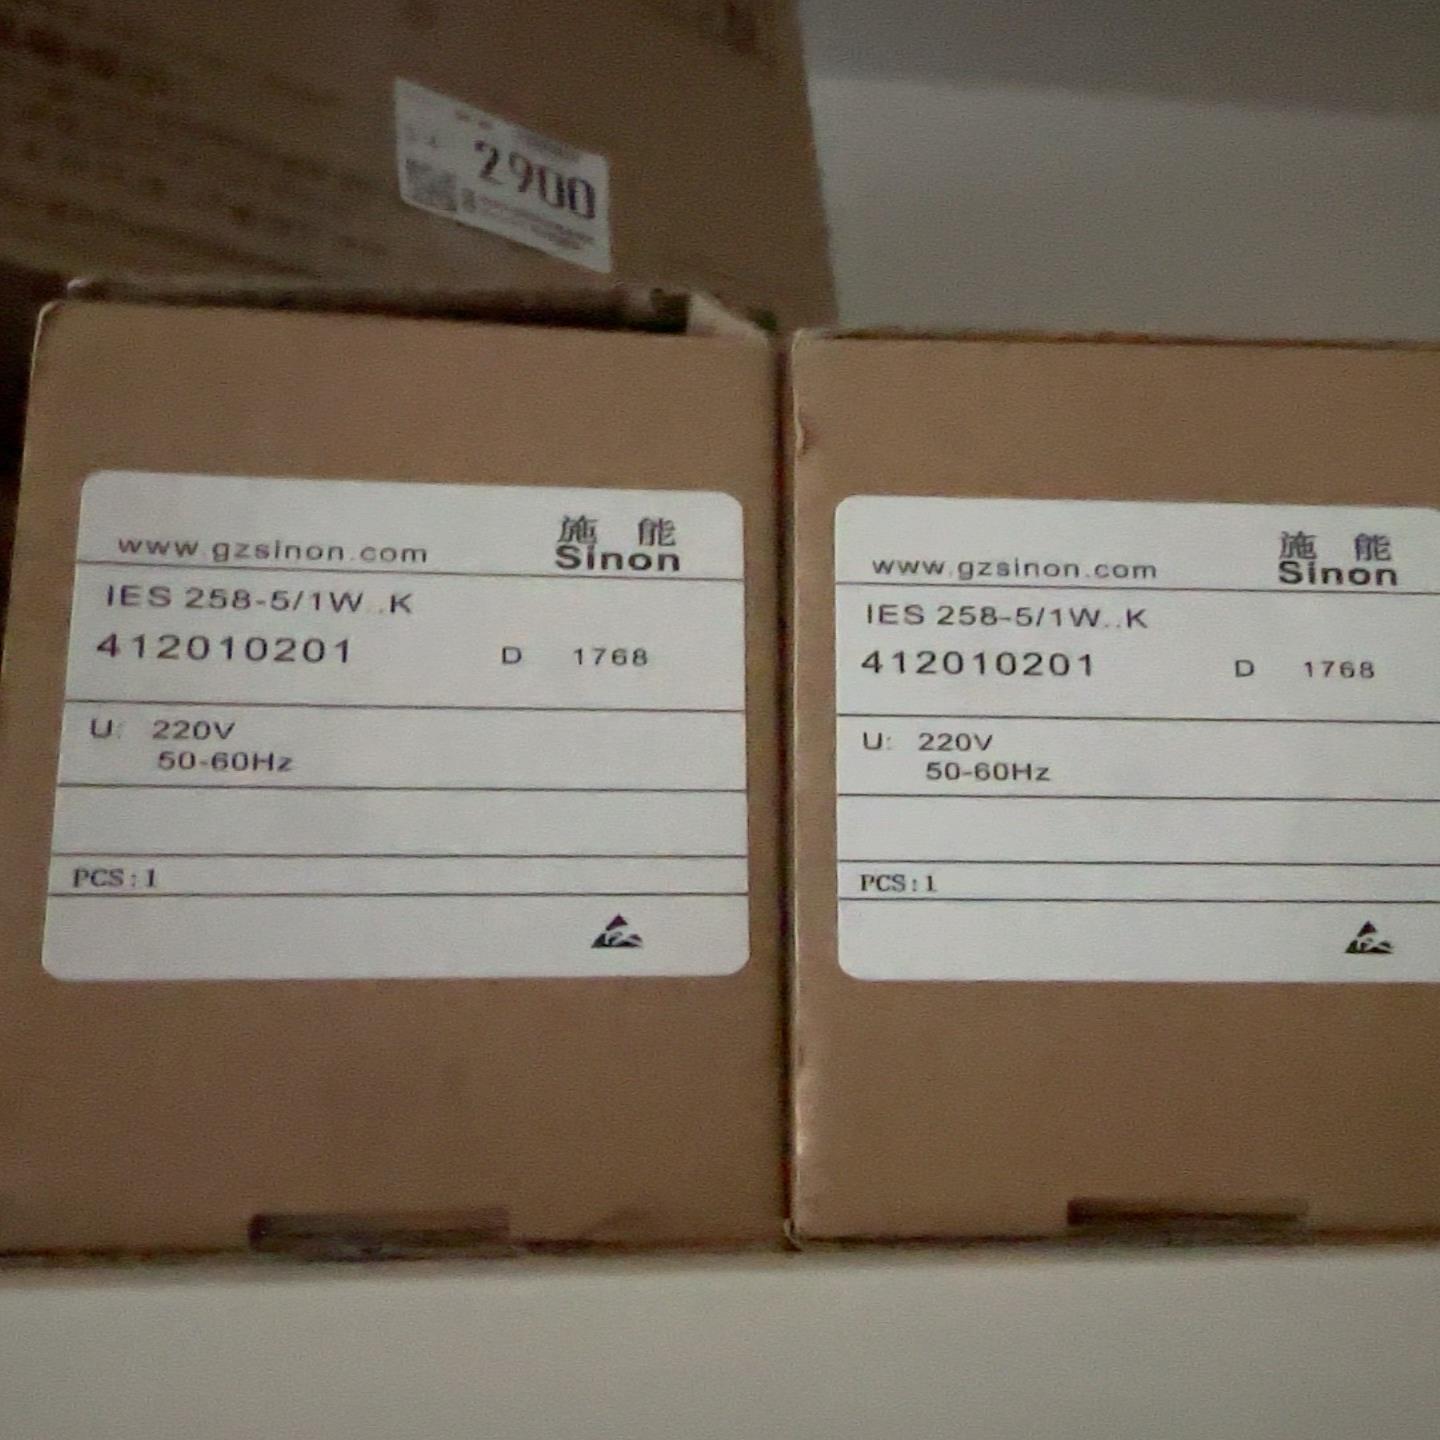 2900
www.gzsinon.com
施 能
Sinon
IES 258-5/1W..K
412010201 D 1768
U: 220V
50-60Hz
PCS:1
www.gzsinon.com
施 能
Sinon
IES 258-5/1W..K
412010201 D 1768
U: 220V
50-60Hz
PCS:1